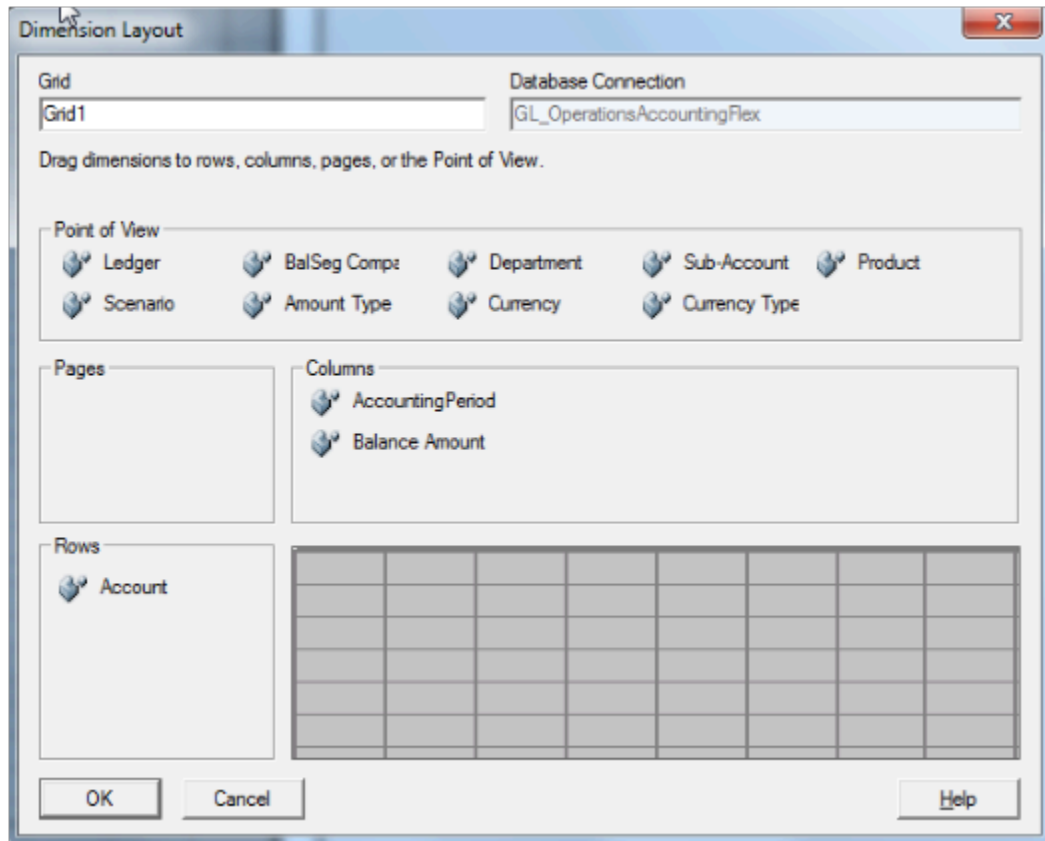 Dimension Layout
Grid Database Connection
Grid1 GL_OperationsAccountingFlex
Drag dimensions to rows, columns, pages, or the Point of View.
Point of View
Ledger BalSeg Compa Department Sub-Account Product
Scenario Amount Type Currency Currency Type
Pages Columns
AccountingPeriod
Balance Amount
Rows
Account
OK Cancel Help